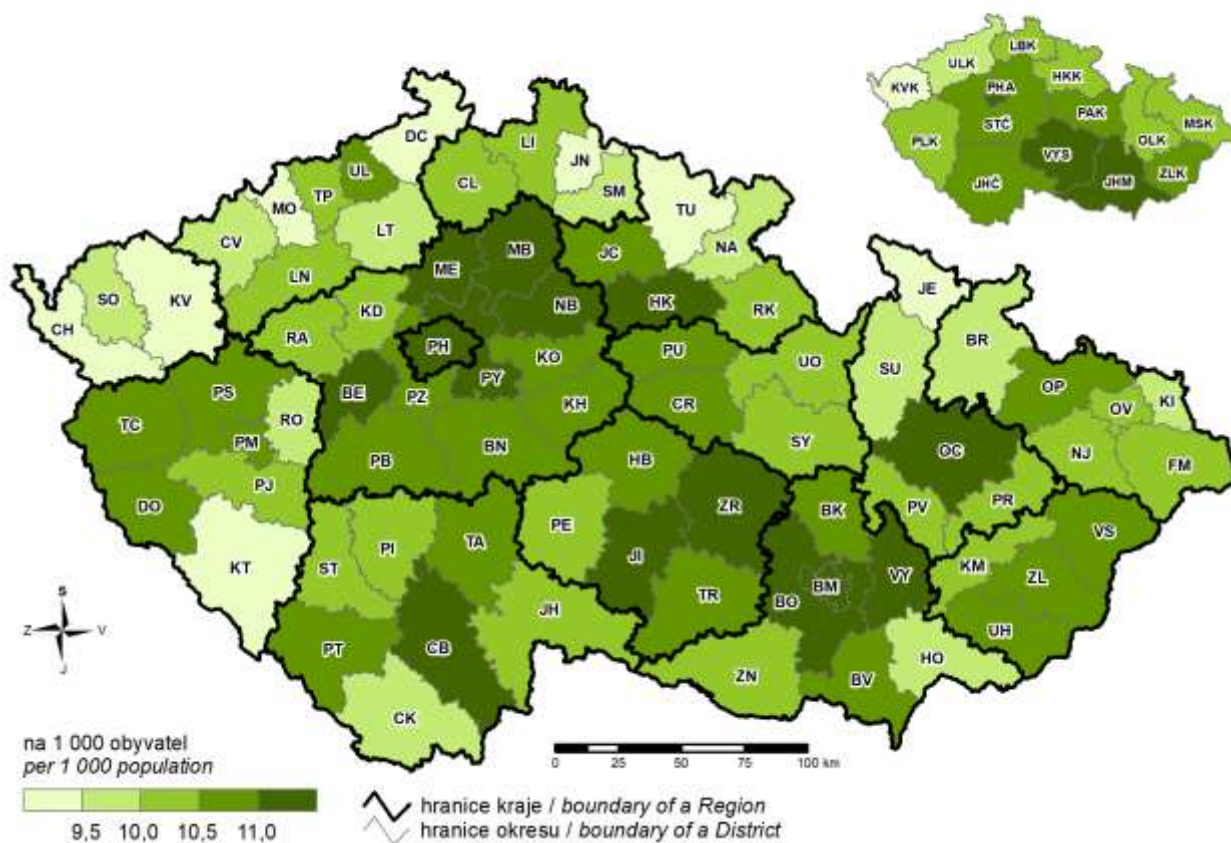 LBK
ULK
HKK
KVK
PHA
PAK
STČ
MSK
OLK
PLK
VYS
ZLK
JHM
JHČ
DC
LI
JN
UL
CL
SM
TP
MO
TU
LT
CV
MB
JC
NA
ME
LN
SO
KV
JE
KD
NB
HK
RK
CH
RA
PH
BR
KO
PU
UO
SU
PY
OP
BE
PZ
PS
KI
RO
KH
CR
OV
TC
PM
BN
SY
OC
PB
HB
NJ
FM
PJ
DO
ZR
PR
PV
BK
PE
TA
PI
VS
JI
KT
ST
KM
VY
ZL
BM
TR
BO
JH
S
Z V
J
UH
PT
CB
HO
ZN
BV
CK
na 1 000 obyvatel
per 1 000 population
9,5 10,0 10,5 11,0
0 25 50 75 100 km
hranice kraje / boundary of a Region
hranice okresu / boundary of a District